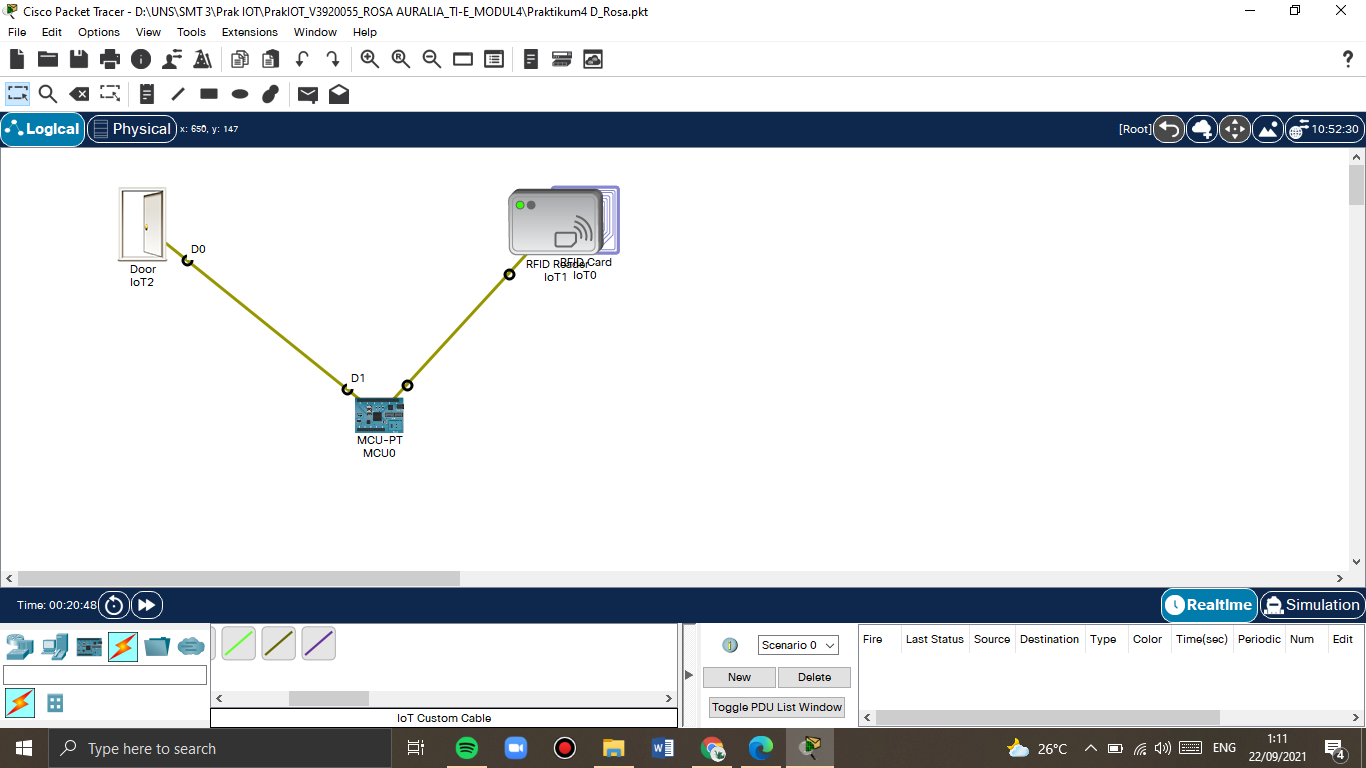 Cisco Packet Tracer - D:\UNS\SMT 3\Prak IOT\PrakIOT_V3920055_ROSA AURALIA_TI-E_MODUL4\Praktikum4 D_Rosa.pkt
File Edit Options View Tools Extensions Window Help
?
Logical Physical x: 650, y: 147 [Root] 10:52:30
D0
Door
IoT2
RFID Reader
IoT1
RFID Card
IoT0
D1
MCU-PT
MCU0
Time: 00:20:48 Realtime Simulation
Scenario 0
New Delete
Toggle PDU List Window
Fire Last Status Source Destination Type Color Time(sec) Periodic Num Edit
IoT Custom Cable
Type here to search
26°C ENG
1:11
22/09/2021
4